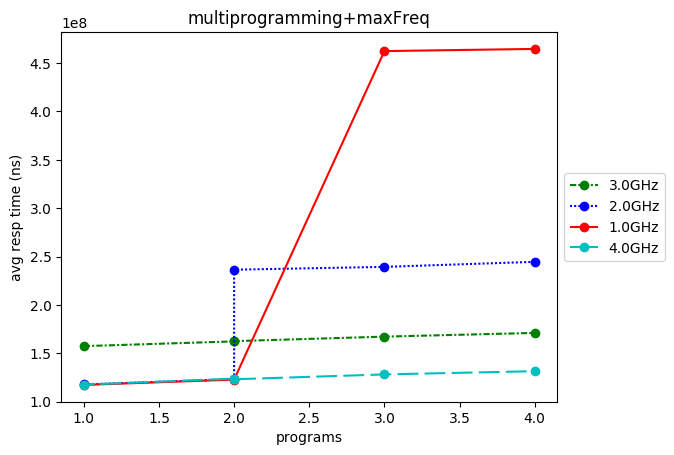 multiprogramming+maxFreq
1e8
4.5
4.0
3.5
3.0
2.5
2.0
1.5
1.0
avg resp time (ns)
1.0 1.5 2.0 2.5 3.0 3.5 4.0
programs
3.0GHz
2.0GHz
1.0GHz
4.0GHz